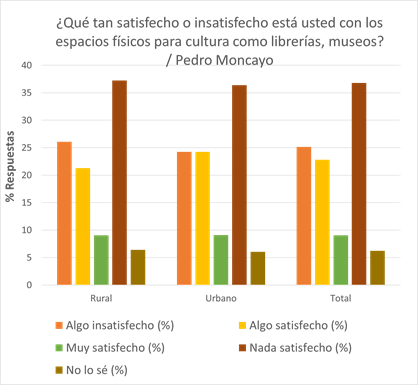 ¿Qué tan satisfecho o insatisfecho está usted con los
espacios físicos para cultura como librerías, museos?
/ Pedro Moncayo
% Respuestas
40
35
30
25
20
15
10
5
0
Rural
Urbano
Total
Algo insatisfecho (%)
Algo satisfecho (%)
Muy satisfecho (%)
Nada satisfecho (%)
No lo sé (%)